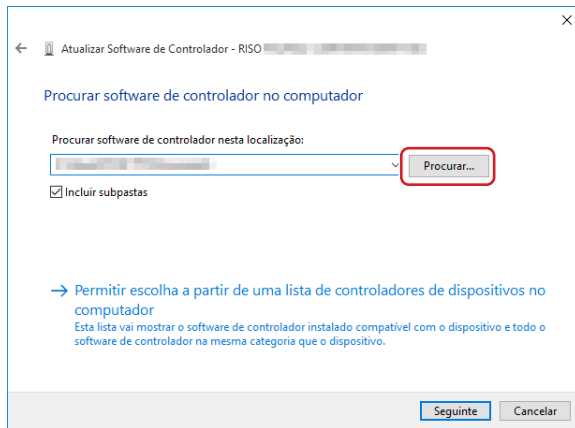 Atualizar Software de Controlador - RISO
Procurar software de controlador no computador
Procurar software de controlador nesta localização:
Procurar...
Incluir subpastas
Permitir escolha a partir de uma lista de controladores de dispositivos no
computador
Esta lista vai mostrar o software de controlador instalado compatível com o dispositivo e todo o
software de controlador na mesma categoria que o dispositivo.
Seguinte Cancelar